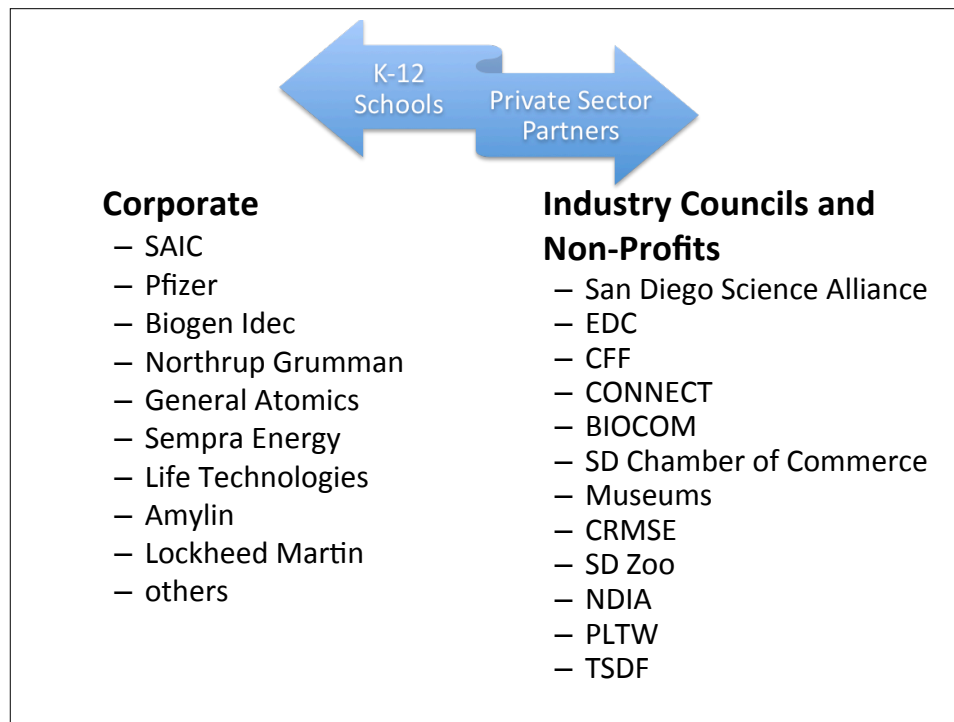 K-12
Schools
Private Sector
Partners
Corporate
– SAIC
– Pfizer
– Biogen Idec
– Northrup Grumman
– General Atomics
– Sempra Energy
– Life Technologies
– Amylin
– Lockheed Martin
– others
Industry Councils and
Non-Profits
– San Diego Science Alliance
– EDC
– CFF
– CONNECT
– BIOCOM
– SD Chamber of Commerce
– Museums
– CRMSE
– SD Zoo
– NDIA
– PLTW
– TSDF